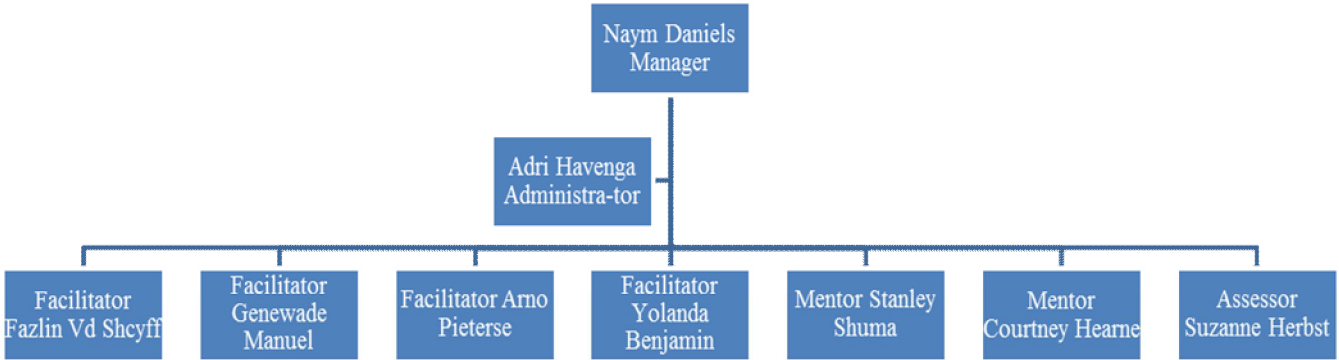 Naym Daniels
Manager
Adri Havenga
Administra-tor
Facilitator
Fazlin Vd Shcyff
Facilitator
Genewade
Manuel
Facilitator Arno
Pieterse
Facilitator
Yolanda
Benjamin
Mentor Stanley
Shuma
Mentor
Courtney Hearne
Assessor
Suzanne Herbst